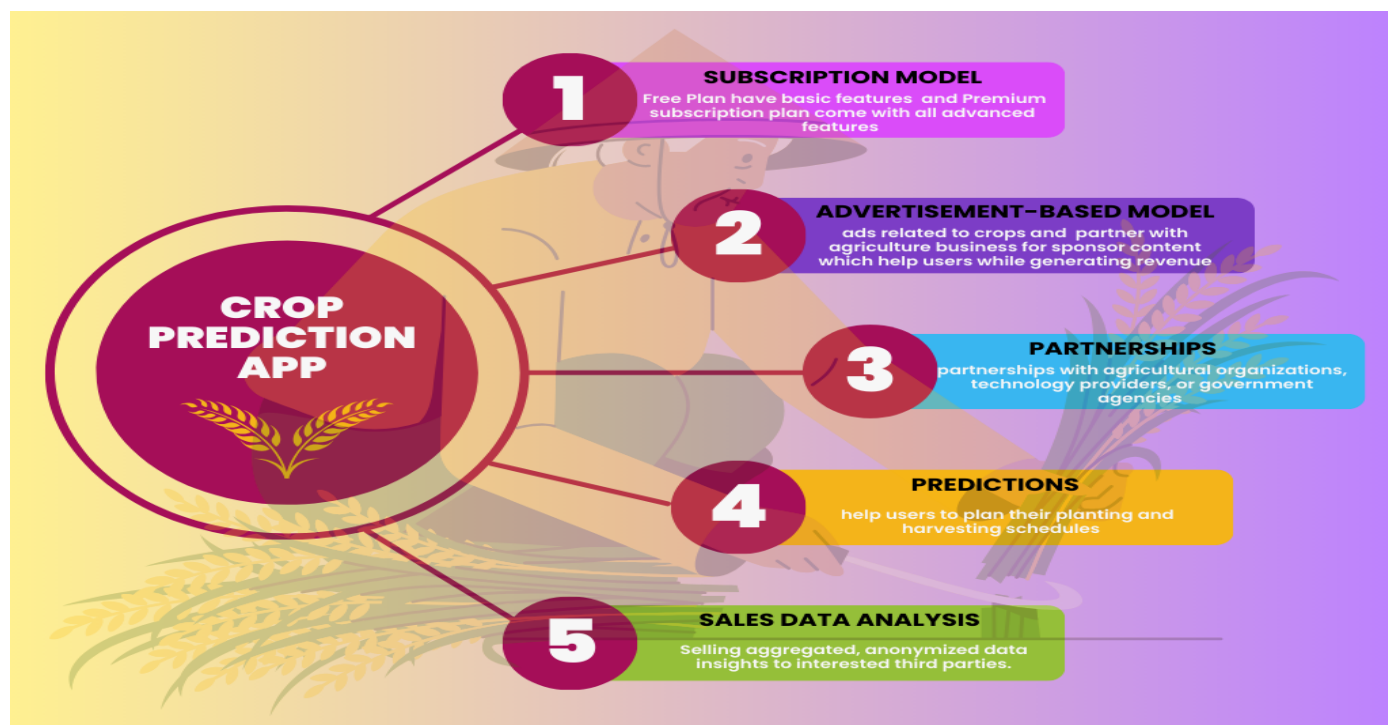 CROP
PREDICTION
APP
1
SUBSCRIPTION MODEL
Free Plan have basic features and Premium
subscription plan come with all advanced
features
2
ADVERTISEMENT-BASED MODEL
ads related to crops and partner with
agriculture business for sponsor content
which help users while generating revenue
3
PARTNERSHIPS
partnerships with agricultural organizations,
technology providers, or government
agencies
4
PREDICTIONS
help users to plan their planting and
harvesting schedules
5
SALES DATA ANALYSIS
Selling aggregated, anonymized data
insights to interested third parties.